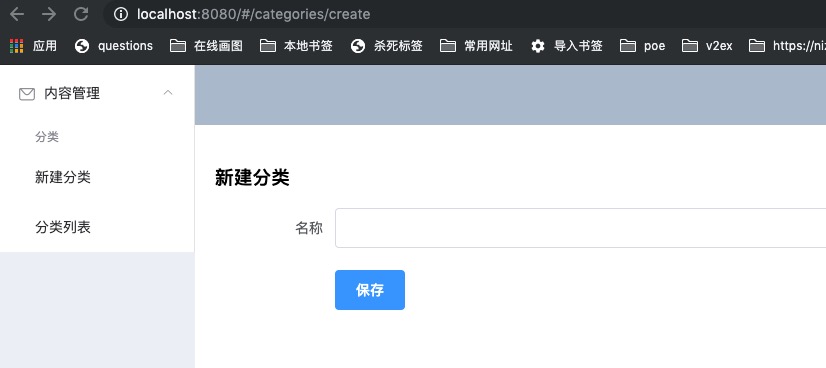 localhost:8080/#/categories/create
应用 questions 在线画图 本地书签 杀死标签 常用网址 导入书签 poe v2ex https://niz
内容管理
分类
新建分类
分类列表
新建分类
名称
保存